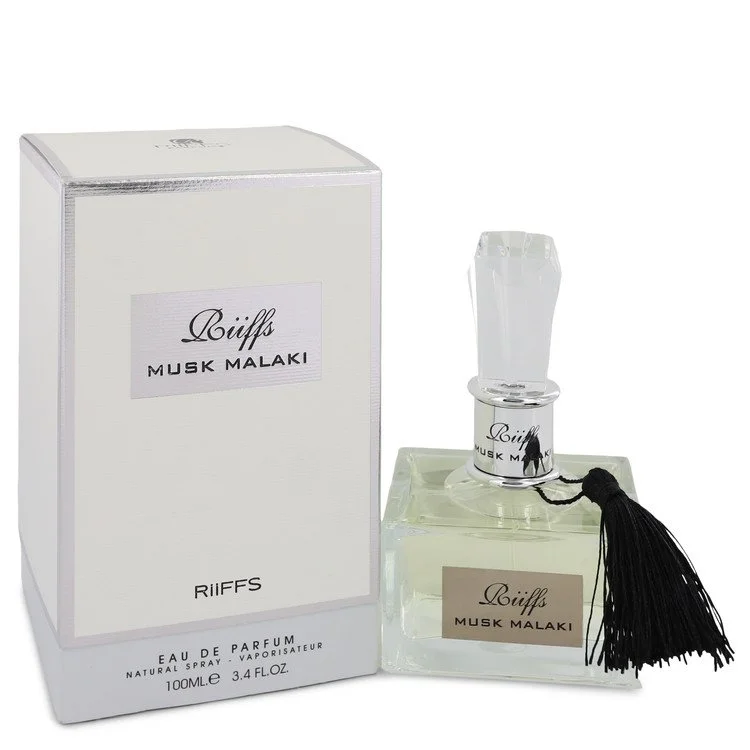 Riiffs
MUSK MALAKI
RiiFFS
EAU DE PARFUM
NATURAL SPRAY - VAPORISATEUR
100ML.e 3.4 FL.OZ.
Riiffs
MUSK MALAKI
Riiffs
MUSK MALAKI